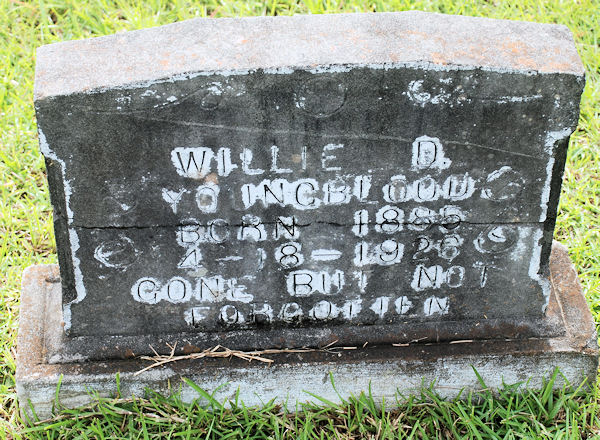 WILLIE D.
YOUNGBLOOD
BORN 1885
4-18-1926
GONE BUT NOT
FORGOTTEN